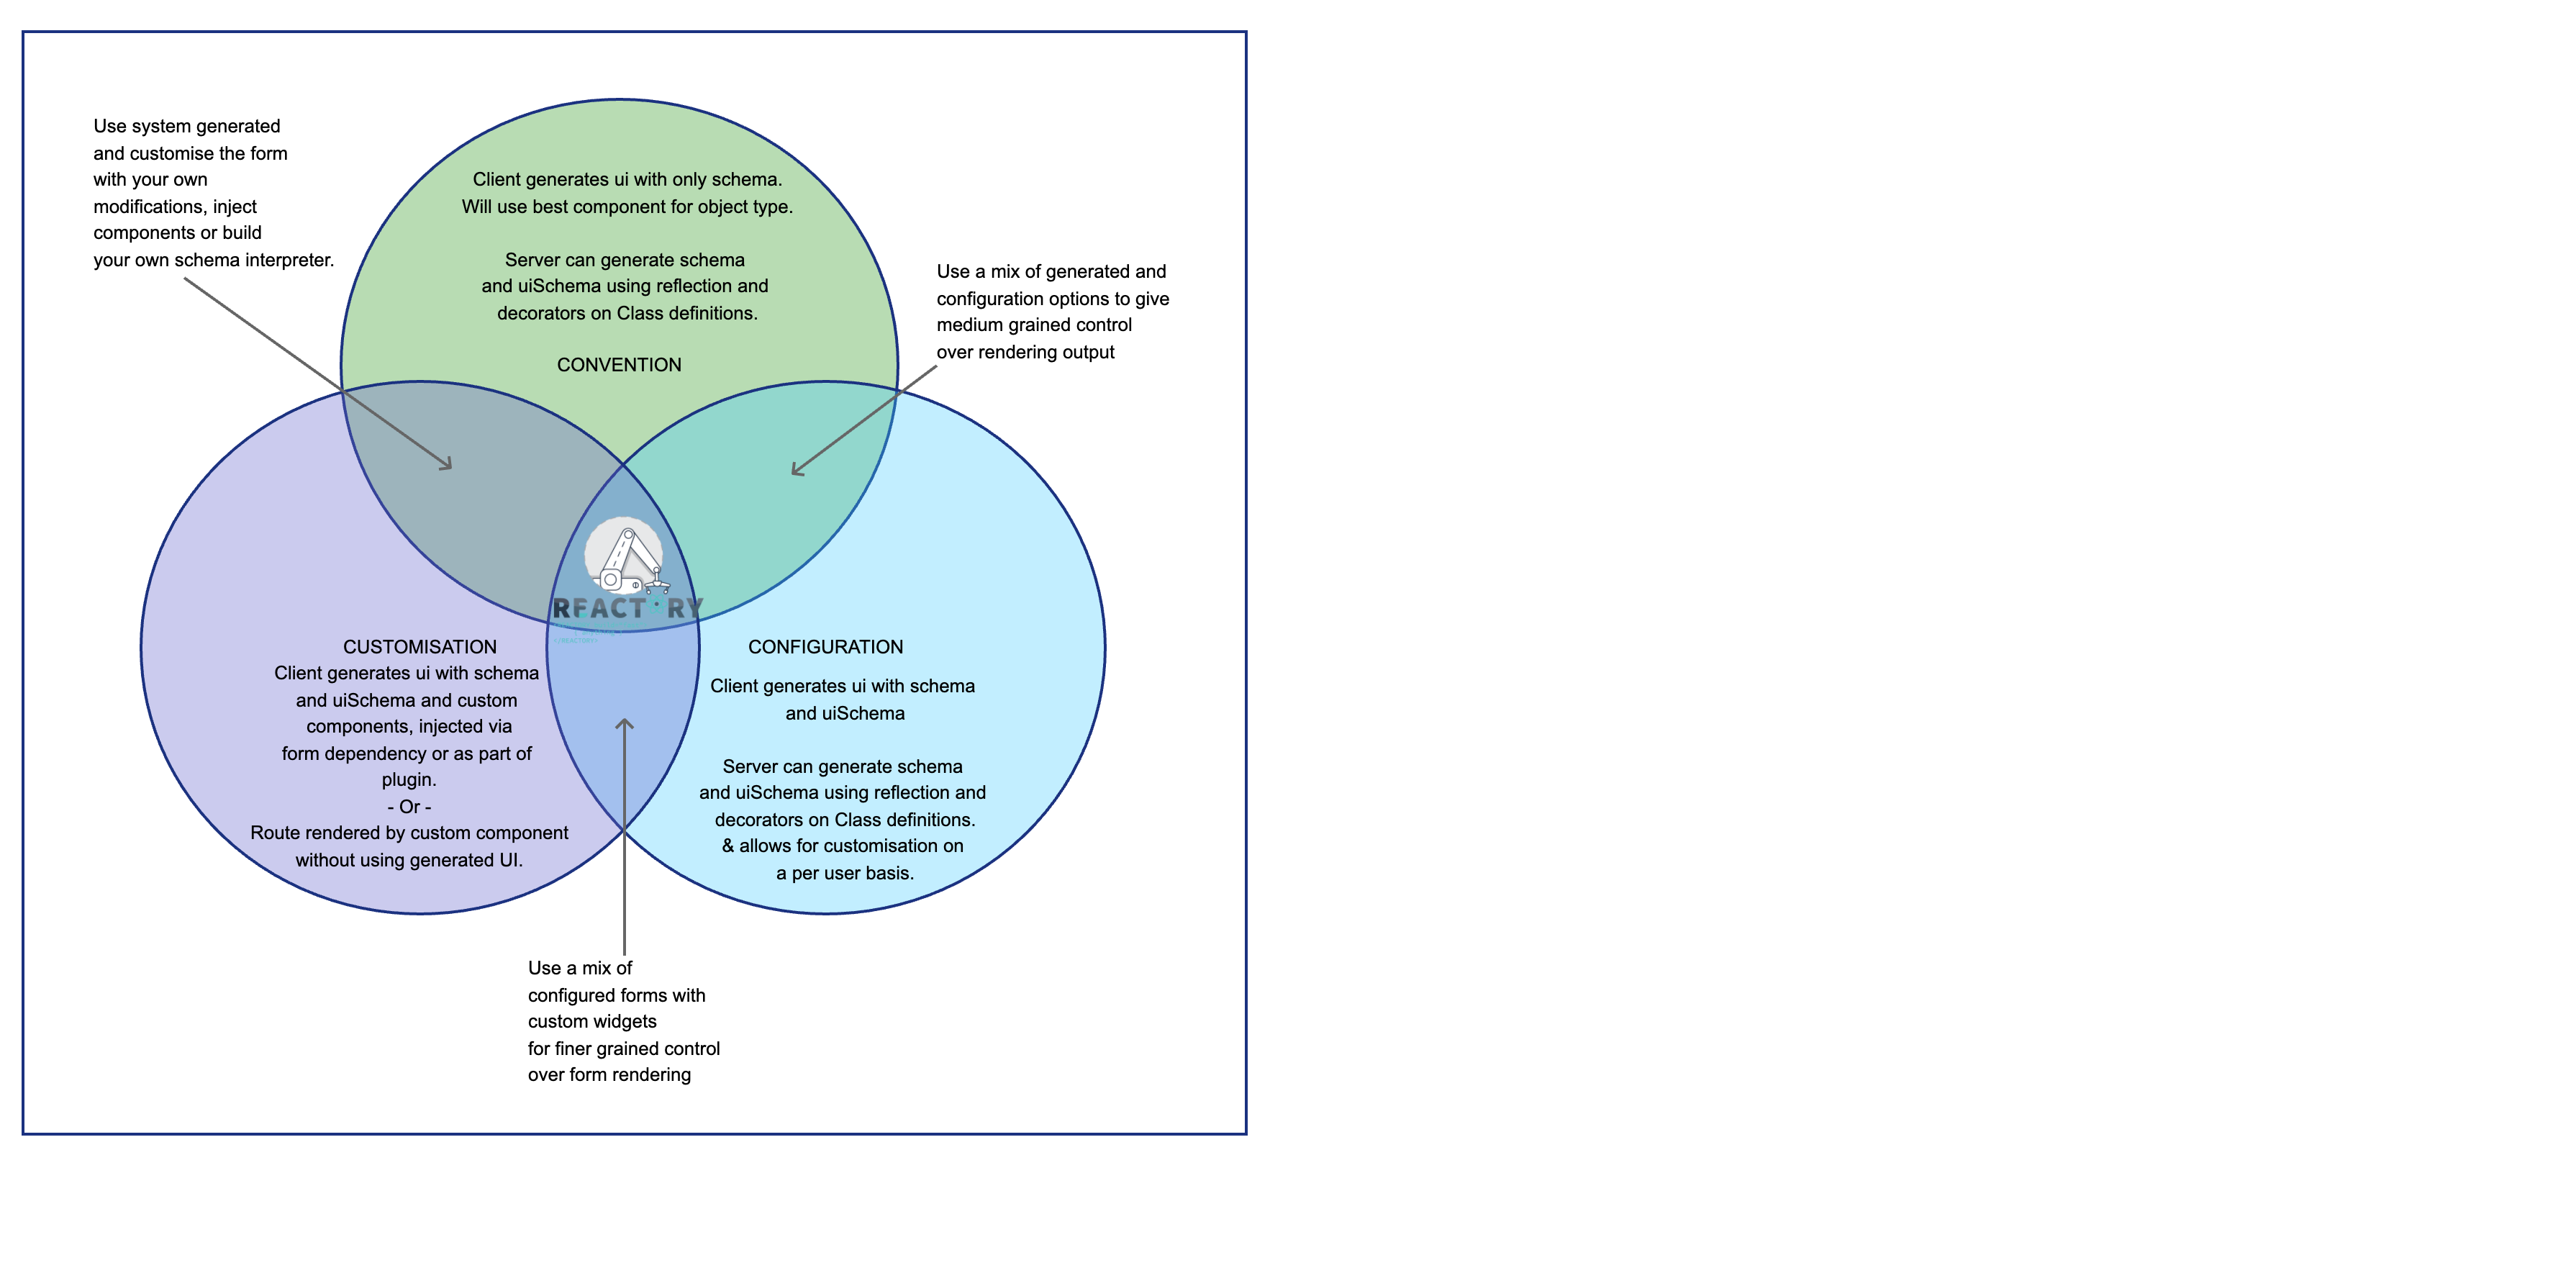 Use system generated
and customise the form
with your own
modifications, inject
components or build
your own schema interpreter.
Client generates ui with only schema.
Will use best component for object type.
Server can generate schema
and uiSchema using reflection and
decorators on Class definitions.
CONVENTION
Use a mix of generated and
configuration options to give
medium grained control
over rendering output
REACTORY
</REACTORY>
CUSTOMISATION
Client generates ui with schema
and uiSchema and custom
components, injected via
form dependency or as part of
plugin.
- Or -
Route rendered by custom component
without using generated UI.
CONFIGURATION
Client generates ui with schema
and uiSchema
Server can generate schema
and uiSchema using reflection and
decorators on Class definitions.
& allows for customisation on
a per user basis.
Use a mix of
configured forms with
custom widgets
for finer grained control
over form rendering